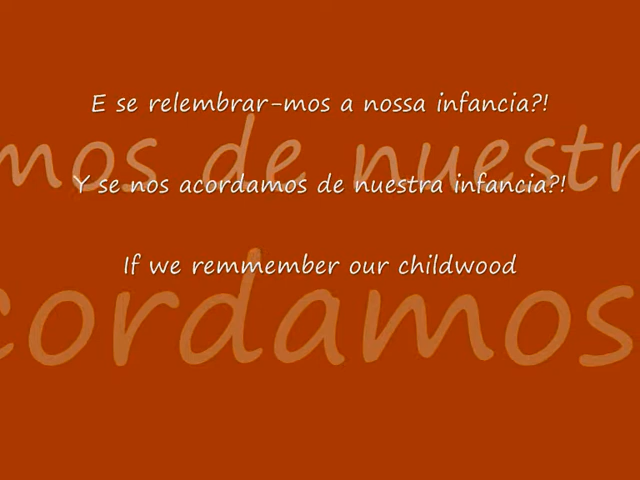 E se relembrar-mos a nossa infancia?!
mos de nuestr
Y se nos acordamos de nuestra infancia?!
If we remmember our childwood
cordamos